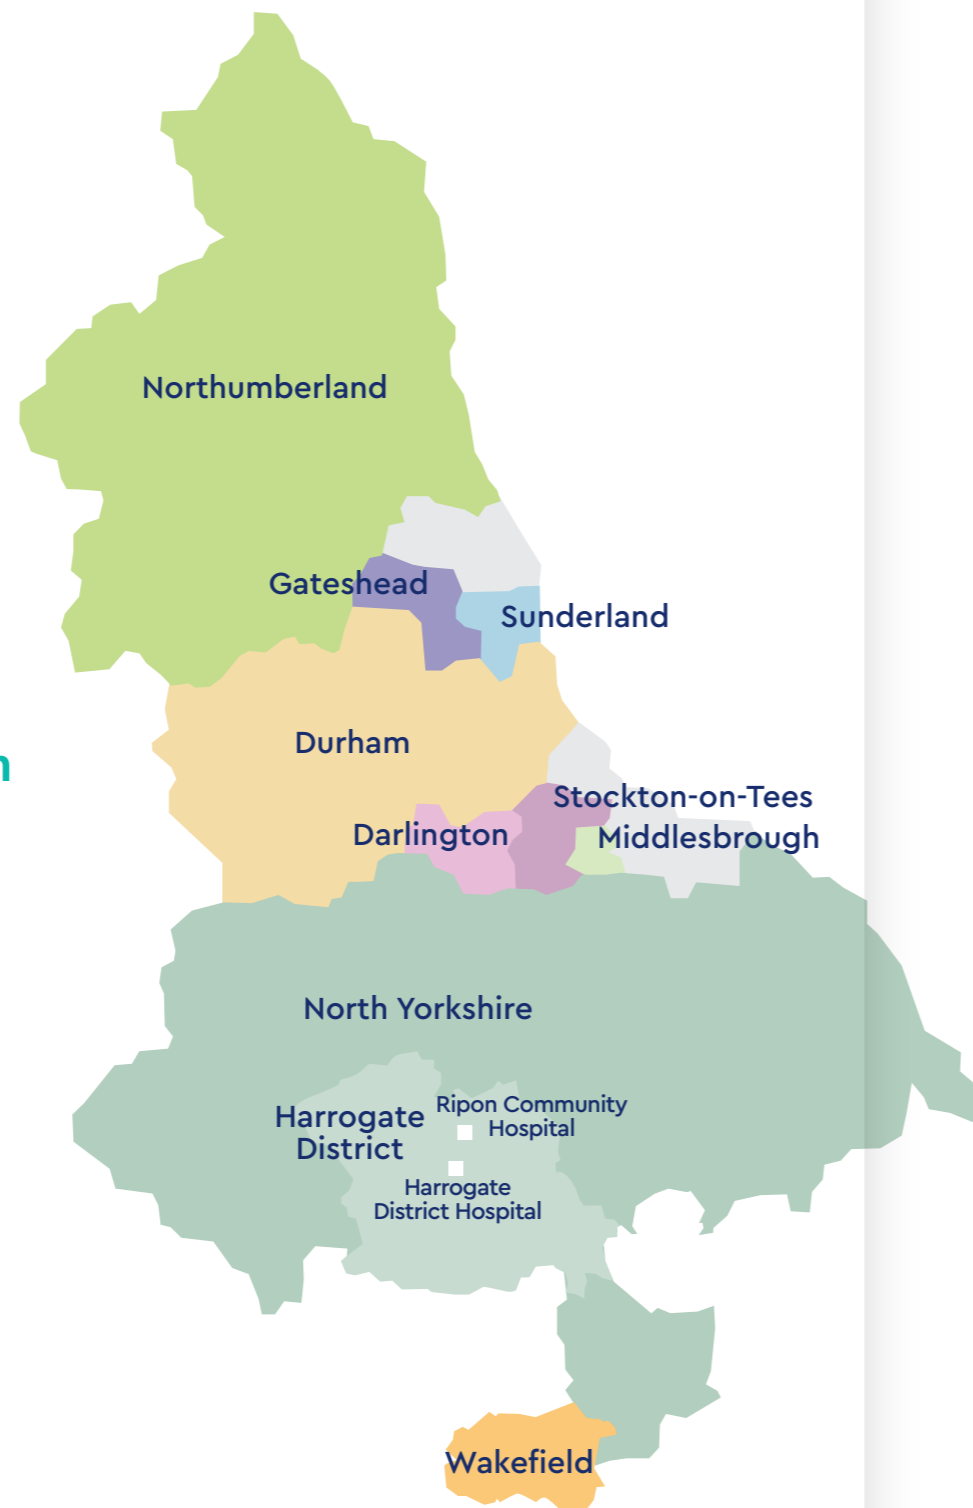 Northumberland
Gateshead
Sunderland
Durham
n
Stockton-on-Tees
Darlington
Middlesbrough
North Yorkshire
Harrogate
District
Ripon Community
Hospital
Harrogate
District Hospital
Wakefield